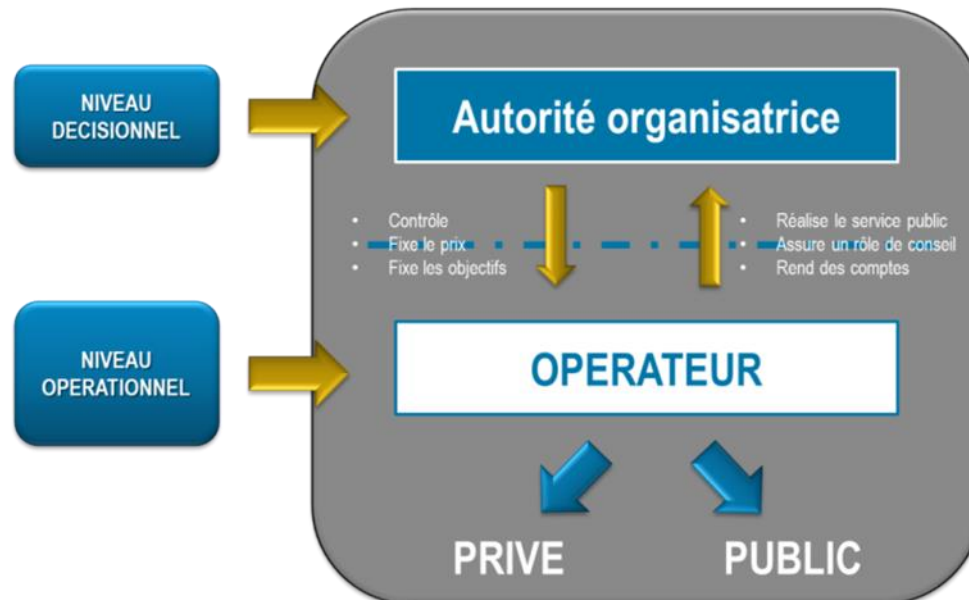 NIVEAU
DECISIONNEL
Autorité organisatrice
• Contrôle
• Fixe le prix
• Fixe les objectifs
• Réalise le service public
• Assure un rôle de conseil
• Rend des comptes
NIVEAU
OPERATIONNEL
OPERATEUR
PRIVE
PUBLIC